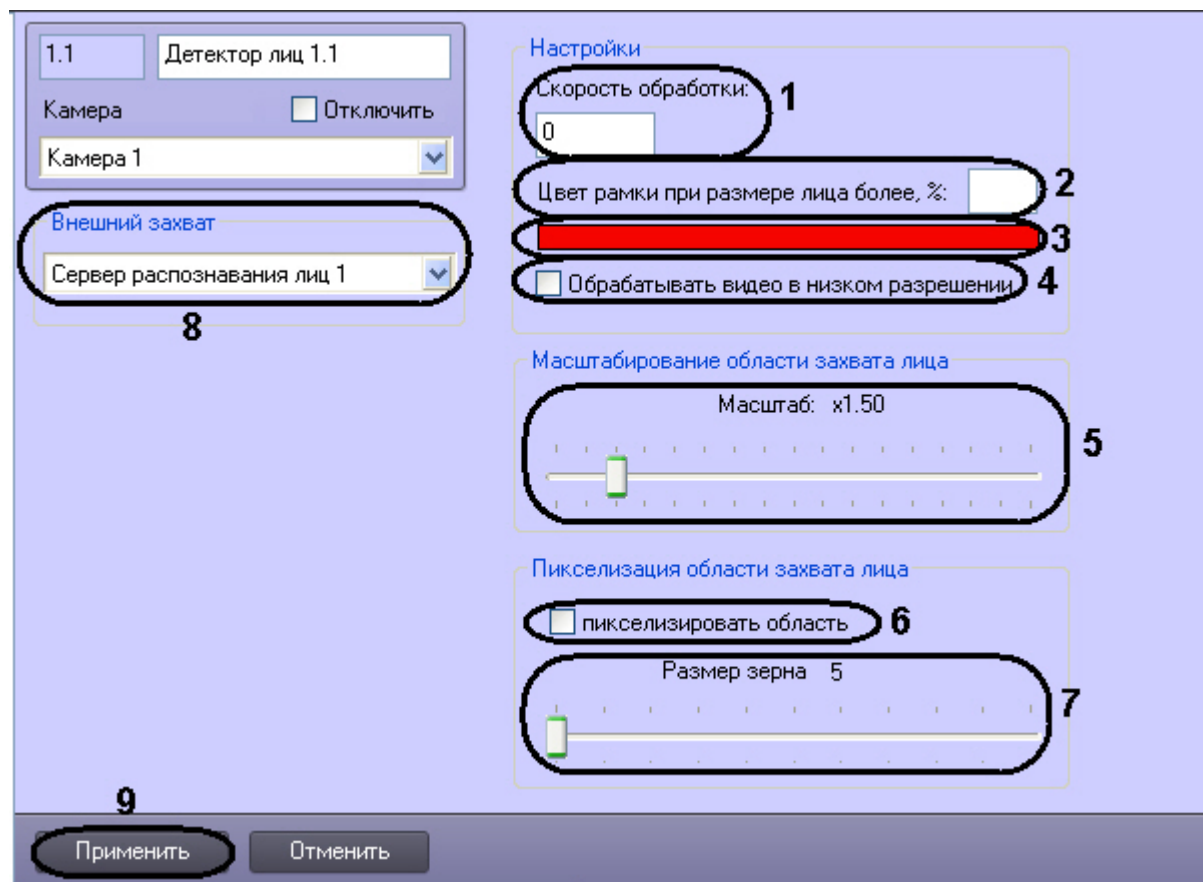 1.1
Детектор лиц 1.1
Камера
Отключить
Камера 1
Внешний захват
Сервер распознавания лиц 1
8
Настройки
Скорость обработки:
1
0
Цвет рамки при размере лица более, %:
2
3
Обрабатывать видео в низком разрешении
4
Масштабирование области захвата лица
Масштаб: x1.50
5
Пикселизация области захвата лица
пикселизировать область
6
Размер зерна 5
7
9
Применить
Отменить